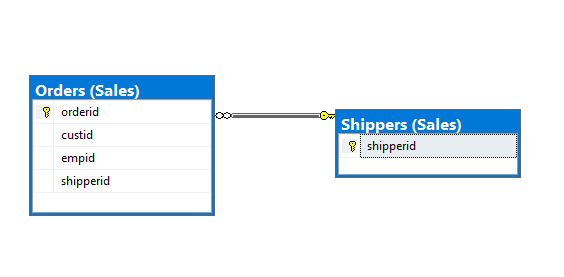 Orders (Sales)
orderid
custid
empid
shipperid
Shippers (Sales)
shipperid